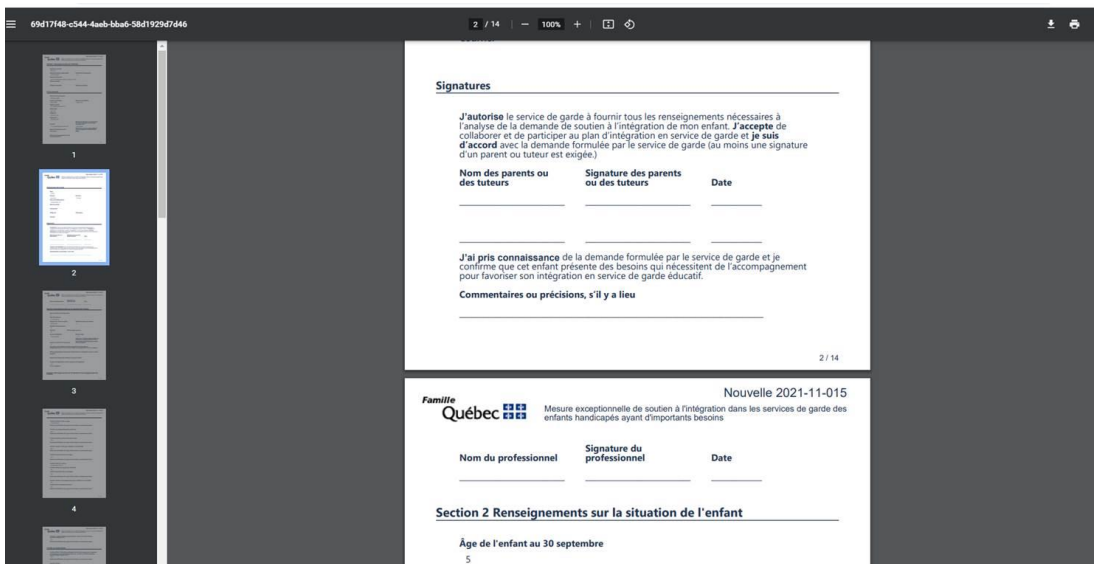 69d17f48-c544-4aeb-bba6-58d1929d7d46
2 / 14
100%
1
2
3
4
Signatures
J'autorise le service de garde à fournir tous les renseignements nécessaires à
l'analyse de la demande de soutien à l'intégration de mon enfant. J'accepte de
collaborer et de participer au plan d'intégration en service de garde et je suis
d'accord avec la demande formulée par le service de garde (au moins une signature
d'un parent ou tuteur est exigée.)
Nom des parents ou
des tuteurs
Signature des parents
ou des tuteurs
Date
J'ai pris connaissance de la demande formulée par le service de garde et je
confirme que cet enfant présente des besoins qui nécessitent de l'accompagnement
pour favoriser son intégration en service de garde éducatif.
Commentaires ou précisions, s'il y a lieu
2 / 14
Nouvelle 2021-11-015
Famille
Québec
Mesure exceptionnelle de soutien à l'intégration dans les services de garde des
enfants handicapés ayant d'importants besoins
Nom du professionnel
Signature du
professionnel
Date
Section 2 Renseignements sur la situation de l'enfant
Âge de l'enfant au 30 septembre
5